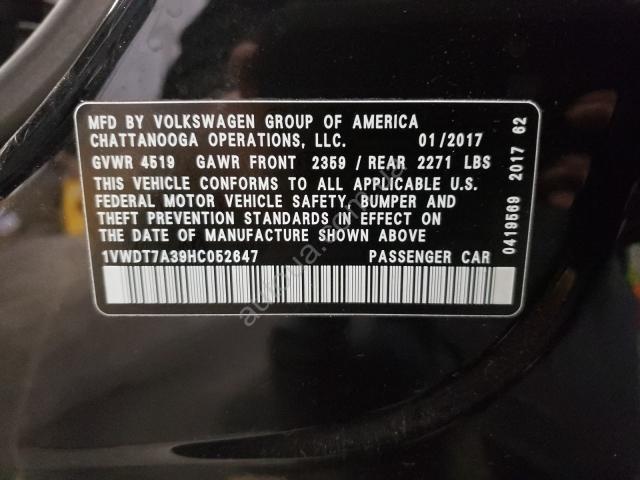 MFD BY VOLKSWAGEN GROUP OF AMERICA
CHATTANOOGA OPERATIONS, LLC. 01/2017
GVWR 4519 GAWR FRONT 2359 / REAR 2271 LBS
THIS VEHICLE CONFORMS TO ALL APPLICABLE U.S.
FEDERAL MOTOR VEHICLE SAFETY, BUMPER AND
THEFT PREVENTION STANDARDS IN EFFECT ON
THE DATE OF MANUFACTURE SHOWN ABOVE
1VWDT7A39HC052647 PASSENGER CAR
0419569 2017 62